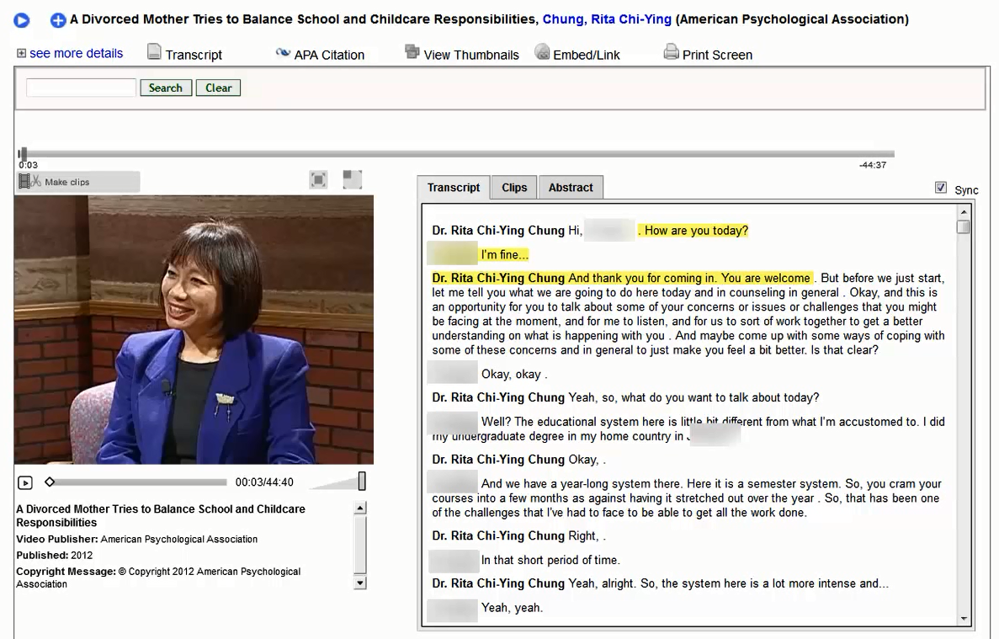 A Divorced Mother Tries to Balance School and Childcare Responsibilities, Chung, Rita Chi-Ying (American Psychological Association)
see more details
Transcript
APA Citation
View Thumbnails
Embed/Link
Print Screen
Search
Clear
0:03
-44:37
Make clips
Transcript
Clips
Abstract
Sync
Dr. Rita Chi-Ying Chung Hi,
. How are you today?
I'm fine...
Dr. Rita Chi-Ying Chung And thank you for coming in. You are welcome . But before we just start,
let me tell you what we are going to do here today and in counseling in general . Okay, and this is
an opportunity for you to talk about some of your concerns or issues or challenges that you might
be facing at the moment, and for me to listen, and for us to sort of work together to get a better
understanding on what is happening with you . And maybe come up with some ways of coping with
some of these concerns and in general to just make you feel a bit better. Is that clear?
Okay, okay .
Dr. Rita Chi-Ying Chung Yeah, so, what do you want to talk about today?
Well? The educational system here is little bit different from what I'm accustomed to. I did
my undergraduate degree in my home country in
Dr. Rita Chi-Ying Chung Okay, .
And we have a year-long system there. Here it is a semester system. So, you cram your
courses into a few months as against having it stretched out over the year . So, that has been one
of the challenges that I've had to face to be able to get all the work done.
Dr. Rita Chi-Ying Chung Right, .
In that short period of time.
Dr. Rita Chi-Ying Chung Yeah, alright. So, the system here is a lot more intense and...
Yeah, yeah.
00:03/44:40
A Divorced Mother Tries to Balance School and Childcare
Responsibilities
Video Publisher: American Psychological Association
Published: 2012
Copyright Message: © Copyright 2012 American Psychological
Association